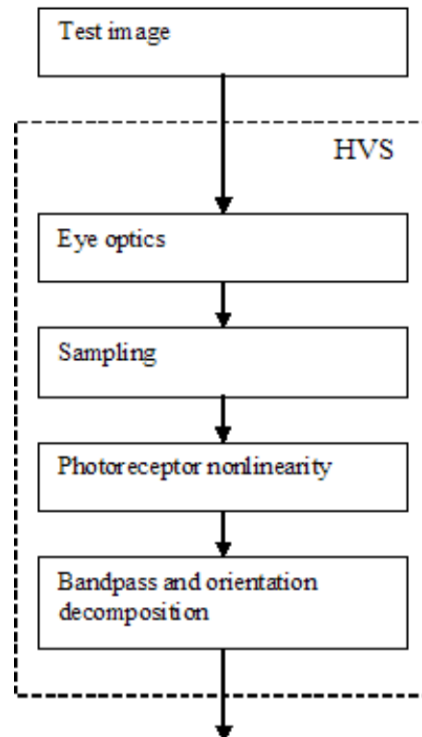 Test image
HVS
Eye optics
Sampling
Photoreceptor nonlinearity
Bandpass and orientation
decomposition